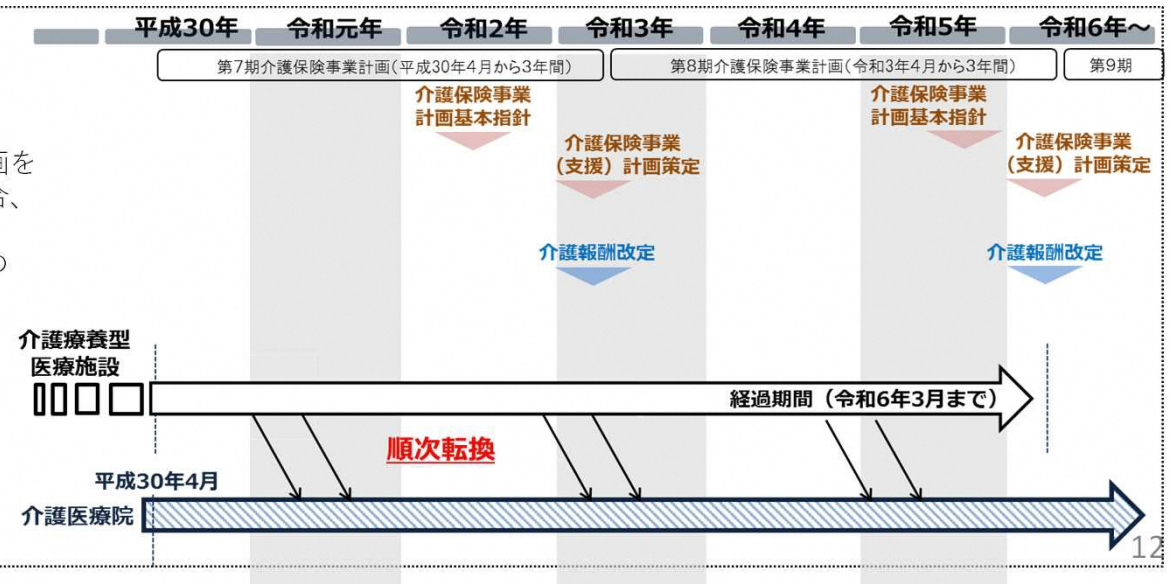 平成30年 令和元年 令和2年 令和3年 令和4年 令和5年 令和6年～
第7期介護保険事業計画（平成30年4月から3年間） 第8期介護保険事業計画（令和3年4月から3年間） 第9期
介護保険事業
計画基本指針
介護保険事業
計画基本指針
介護保険事業
（支援）計画策定
介護保険事業
（支援）計画策定
画を
合、
の
介護報酬改定 介護報酬改定
介護療養型
医療施設
経過期間（令和6年3月まで）
順次転換
平成30年4月
介護医療院
12